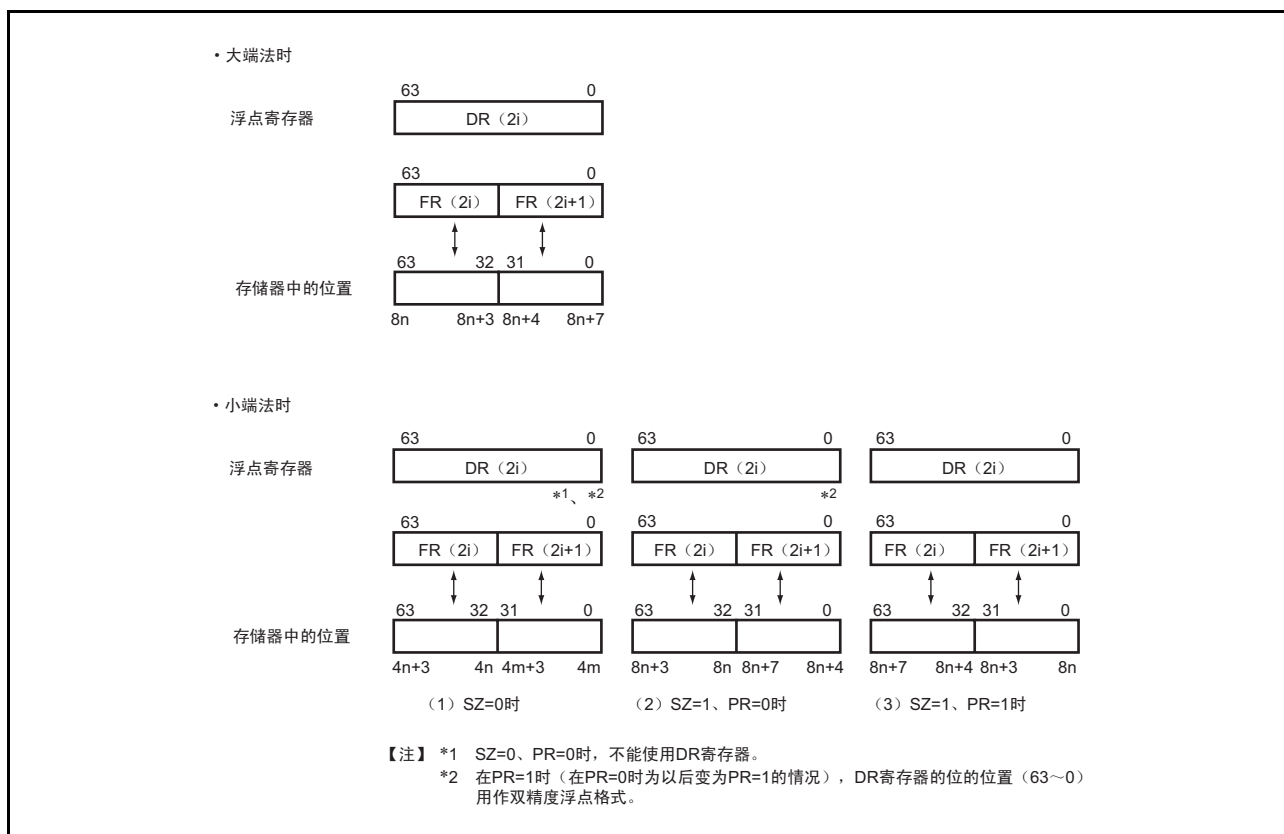 ・大端法时
63 0
浮点寄存器 DR（2i）
63 0
FR（2i） FR（2i+1）
63 32 31 0
存储器中的位置
8n 8n+3 8n+4 8n+7
・小端法时
63 0 63 0 63 0
浮点寄存器 DR（2i） DR（2i） DR（2i）
*1、*2 *2
63 0 63 0 63 0
FR（2i） FR（2i+1） FR（2i） FR（2i+1） FR（2i） FR（2i+1）
63 32 31 0 63 32 31 0 63 32 31 0
存储器中的位置
4n+3 4n 4m+3 4m 8n+3 8n 8n+7 8n+4 8n+7 8n+4 8n+3 8n
（1）SZ=0时 （2）SZ=1、PR=0时 （3）SZ=1、PR=1时
【注】 *1 SZ=0、PR=0时，不能使用DR寄存器。
*2 在PR=1时（在PR=0时为以后变为PR=1的情况），DR寄存器的位的位置（63～0）
用作双精度浮点格式。